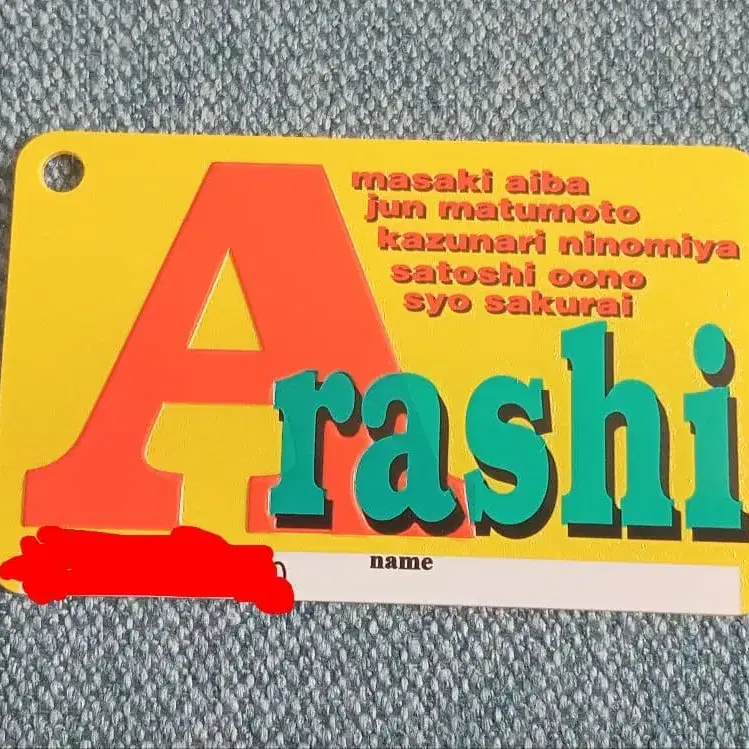 masaki aiba
jun matumoto
kazunari ninomiya
satoshi oono
syo sakurai
Arashi
name